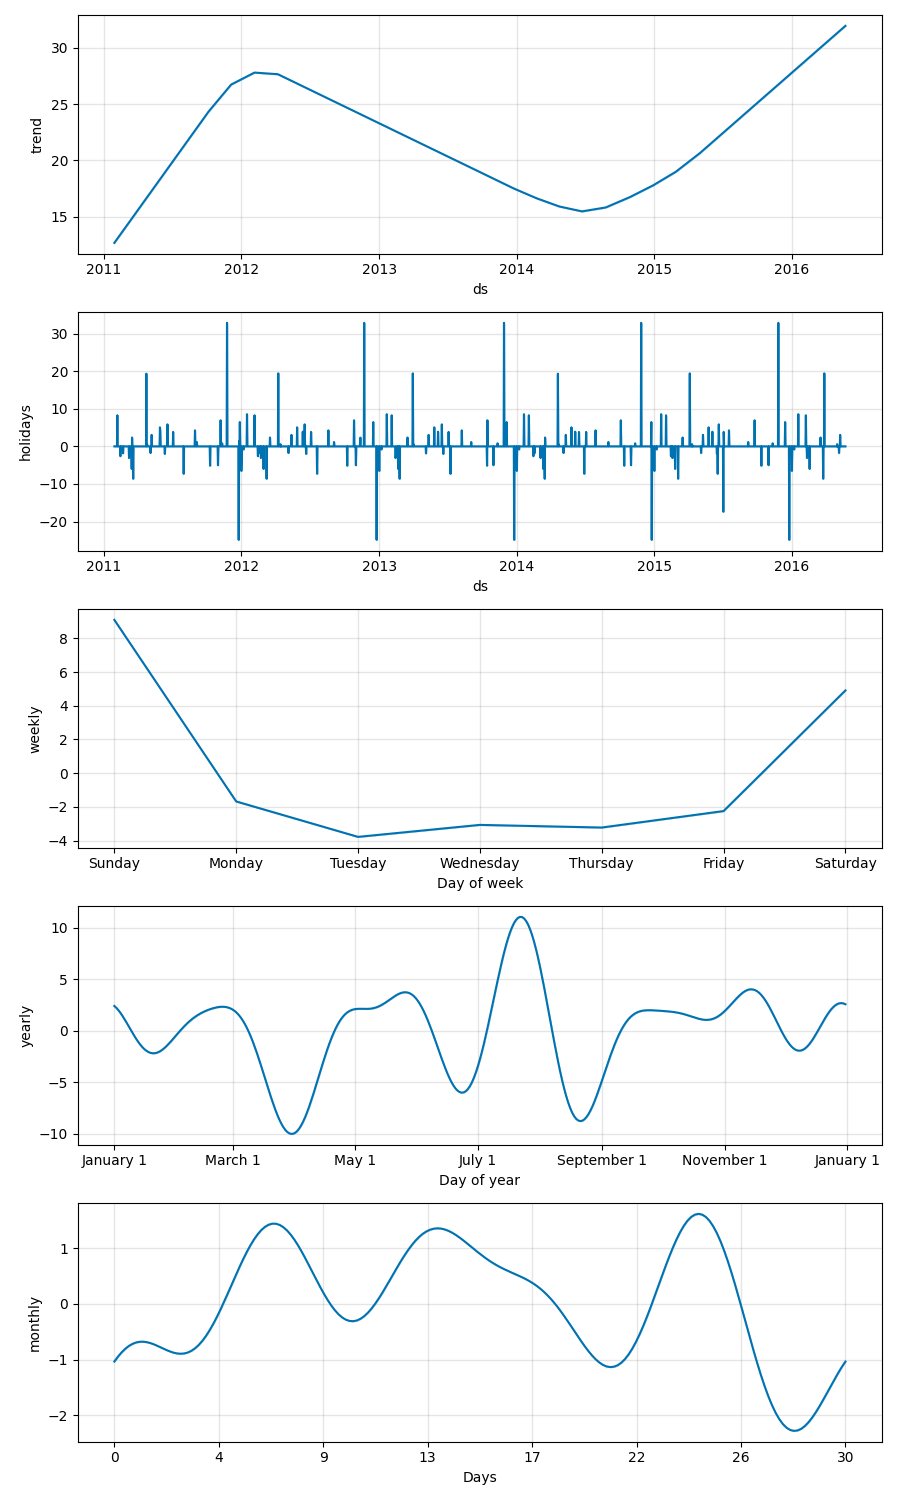 30
25
20
15
trend
2011 2012 2013 2014 2015 2016
ds
30
20
10
0
−10
−20
holidays
2011 2012 2013 2014 2015 2016
ds
8
6
4
2
0
−2
−4
weekly
Sunday Monday Tuesday Wednesday Thursday Friday Saturday
Day of week
10
5
0
−5
−10
yearly
January 1 March 1 May 1 July 1 September 1 November 1 January 1
Day of year
1
0
−1
−2
monthly
0 4 9 13 17 22 26 30
Days